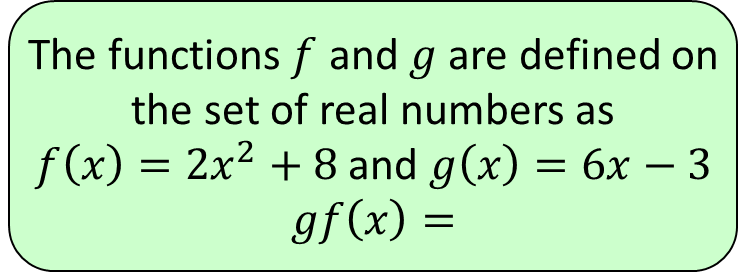 The functions 𝑓 and 𝑔 are defined on
the set of real numbers as
𝑓(𝑥) = 2𝑥² + 8 and 𝑔(𝑥) = 6𝑥 − 3
𝑔𝑓(𝑥) =